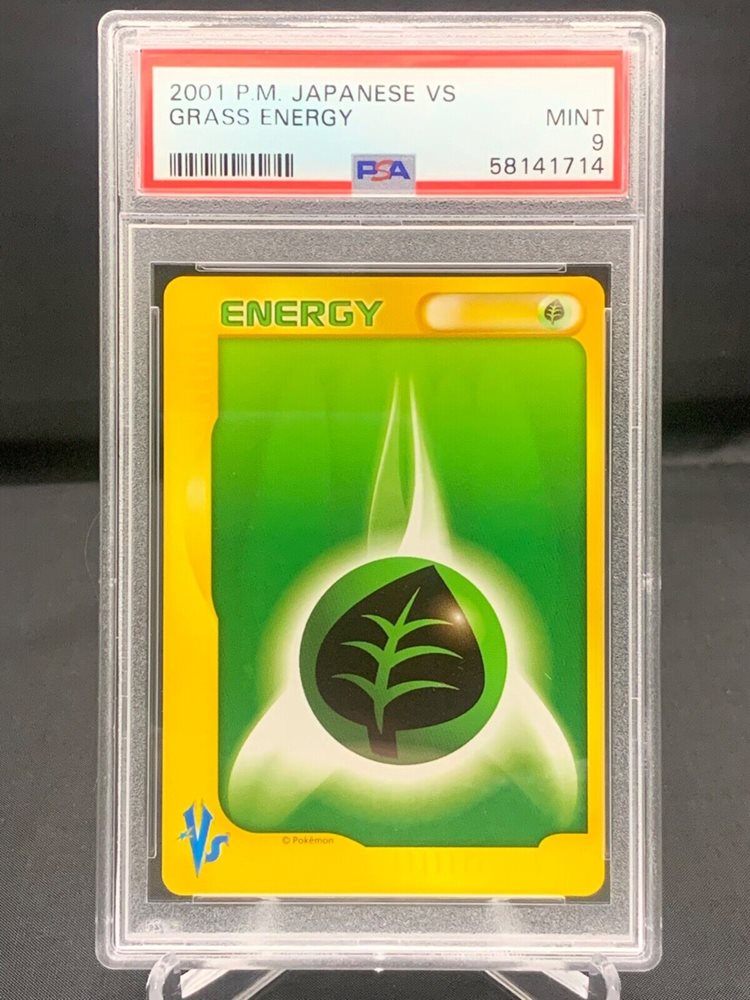 2001 P.M. JAPANESE VS
GRASS ENERGY MINT
9
PSA 58141714
ENERGY
Vs
© Pokémon